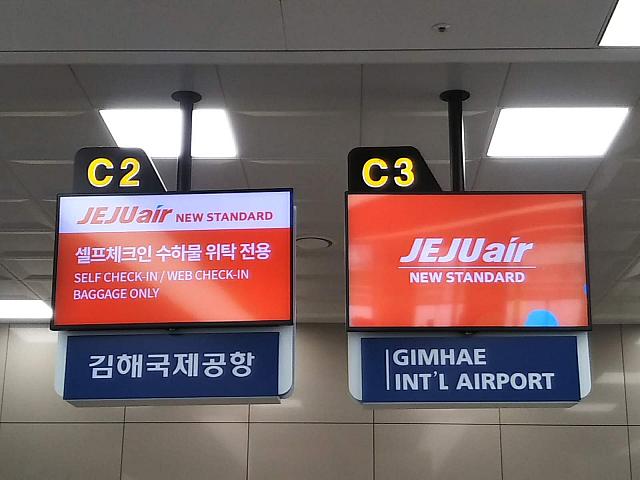 C2
JEJUair NEW STANDARD
셀프체크인 수하물 위탁 전용
SELF CHECK-IN / WEB CHECK-IN
BAGGAGE ONLY
김해국제공항
C3
JEJUair
NEW STANDARD
GIMHAE
INT'L AIRPORT